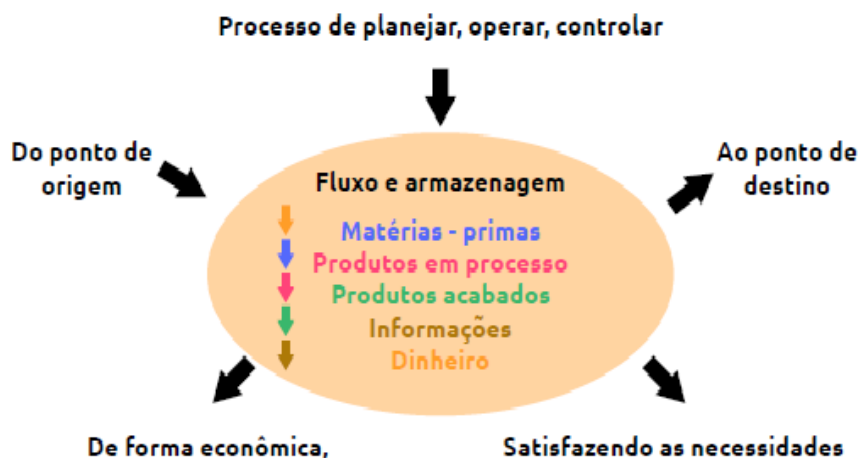 Processo de planejar, operar, controlar
Do ponto de
origem
Ao ponto de
destino
Fluxo e armazenagem
Matérias - primas
Produtos em processo
Produtos acabados
Informações
Dinheiro
De forma econômica,
Satisfazendo as necessidades